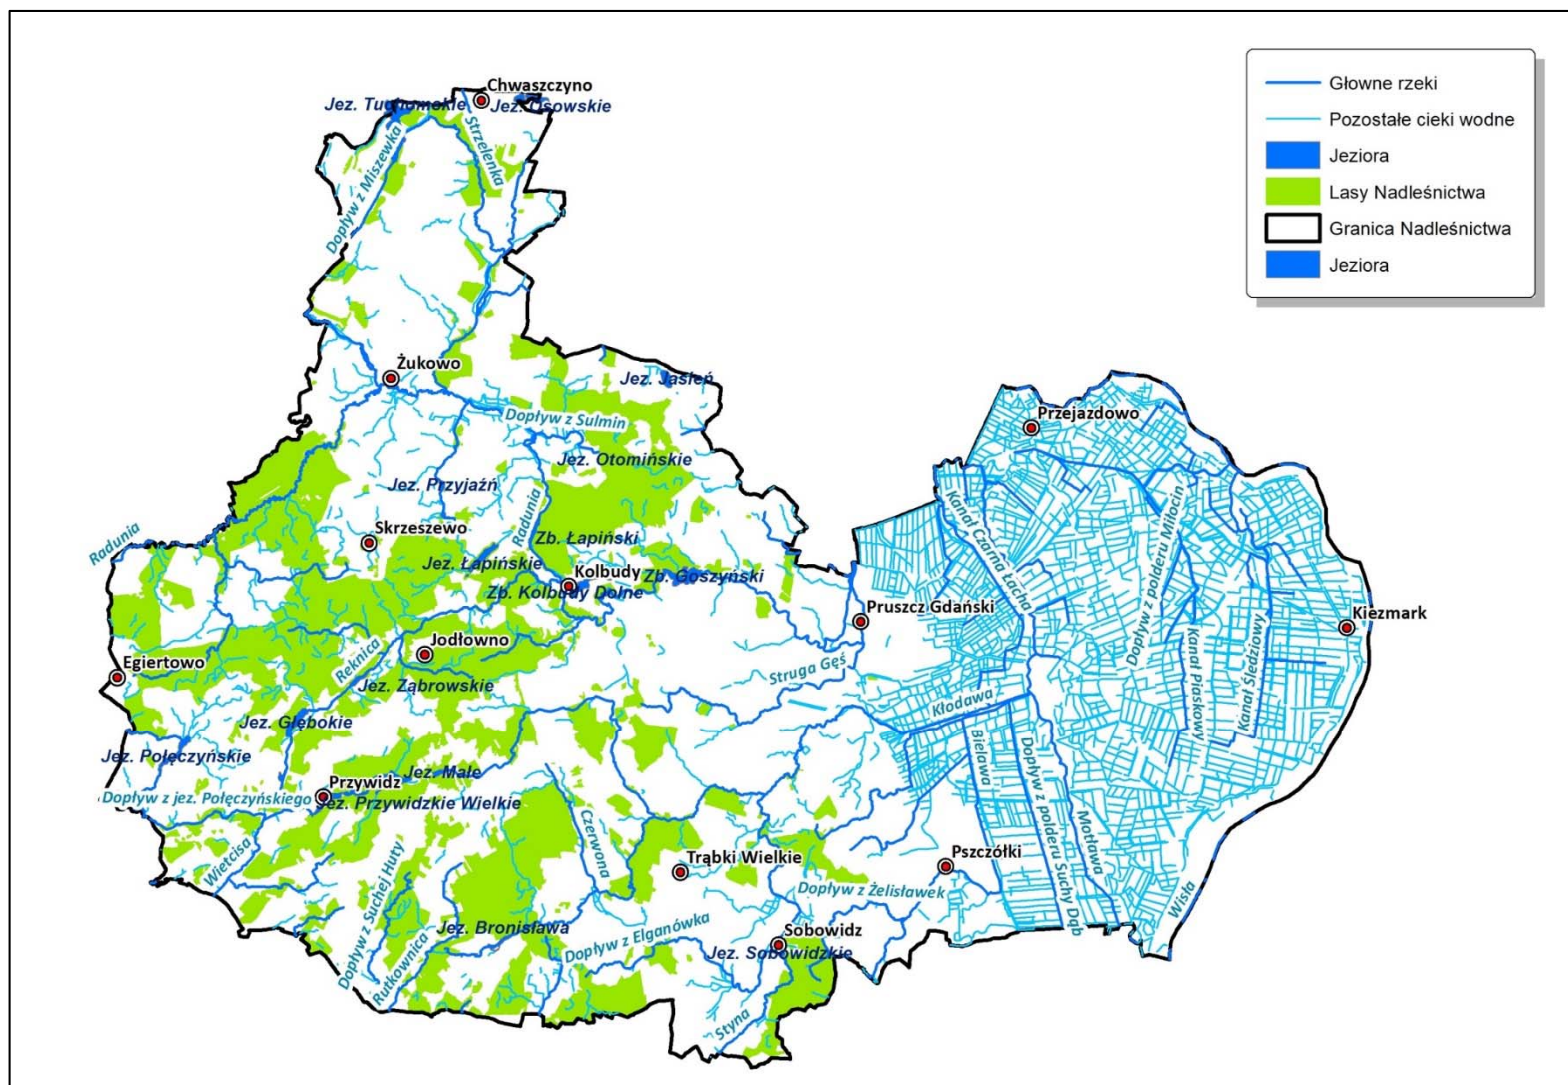 Chwaszczyno
Jez. Tuchomskie
Jez. Osowskie
Strzelenka
Dopływ z Miszewka
Głowne rzeki
Pozostałe cieki wodne
Jeziora
Lasy Nadleśnictwa
Granica Nadleśnictwa
Jeziora
Żukowo
Jez. Jasień
Dopływ z Sulmin
Przejazdowo
Jez. Otomińskie
Jez. Przyjaźń
Radunia
Radunia
Skrzeszewo
Zb. Łapiński
Jez. Łapińskie
Kolbudy
Zb. Goszyński
Zb. Kolbudy Dolne
Kanał Czarna Łacha
Dopływ z polderu Miłocin
Pruszcz Gdański
Kiezmark
Jodłowno
Reknica
Egiertowo
Jez. Ząbrowskie
Struga Gęś
Kłodawa
Kanał Piaskowy
Kanał Śledziowy
Jez. Głębokie
Jez. Połęczyńskie
Jez. Małe
Przywidz
Dopływ z jez. Połęczyńskiego
Jez. Przywidzkie Wielkie
Bielawa
Dopływ z polderu Suchy Dąb
Motława
Wietcisa
Czerwona
Trąbki Wielkie
Pszczółki
Dopływ z Żelisławek
Dopływ z Suchej Huty
Rutkownica
Jez. Bronisława
Dopływ z Elganówka
Sobowidz
Jez. Sobowidzkie
Wisła
Styna